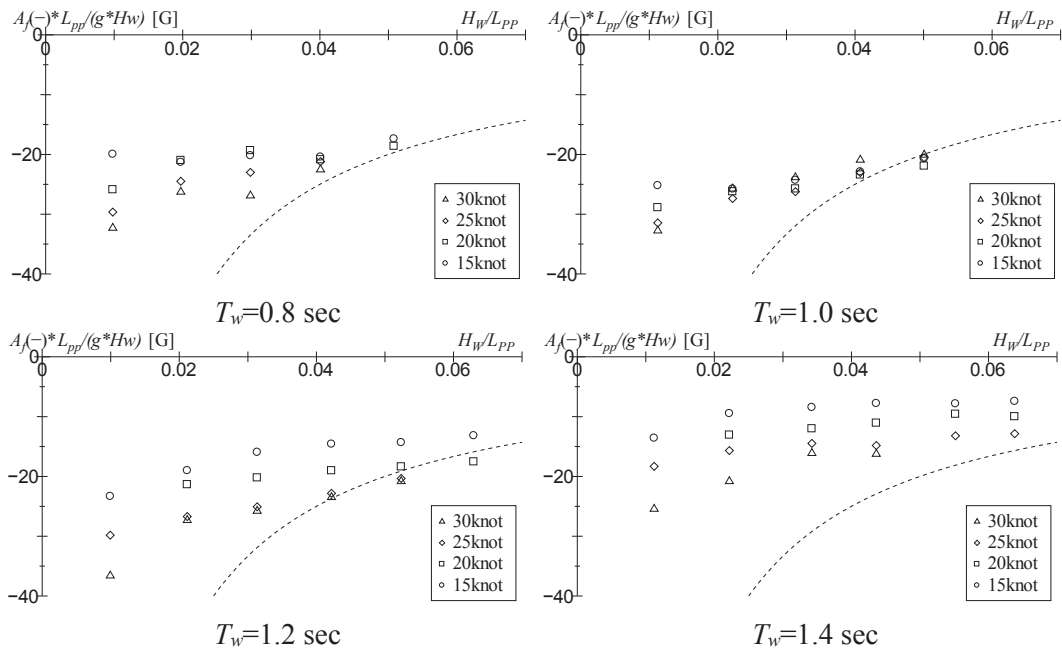 A_f(−)*L_pp/(g*Hw) [G] H_W/L_PP
0 0.02 0.04 0.06
0
−20
−40
△ 30knot
◇ 25knot
□ 20knot
○ 15knot
T_w=0.8 sec
A_f(−)*L_pp/(g*Hw) [G] H_W/L_PP
0 0.02 0.04 0.06
0
−20
−40
△ 30knot
◇ 25knot
□ 20knot
○ 15knot
T_w=1.0 sec
A_f(−)*L_pp/(g*Hw) [G] H_W/L_PP
0 0.02 0.04 0.06
0
−20
−40
△ 30knot
◇ 25knot
□ 20knot
○ 15knot
T_w=1.2 sec
A_f(−)*L_pp/(g*Hw) [G] H_W/L_PP
0 0.02 0.04 0.06
0
−20
−40
△ 30knot
◇ 25knot
□ 20knot
○ 15knot
T_w=1.4 sec